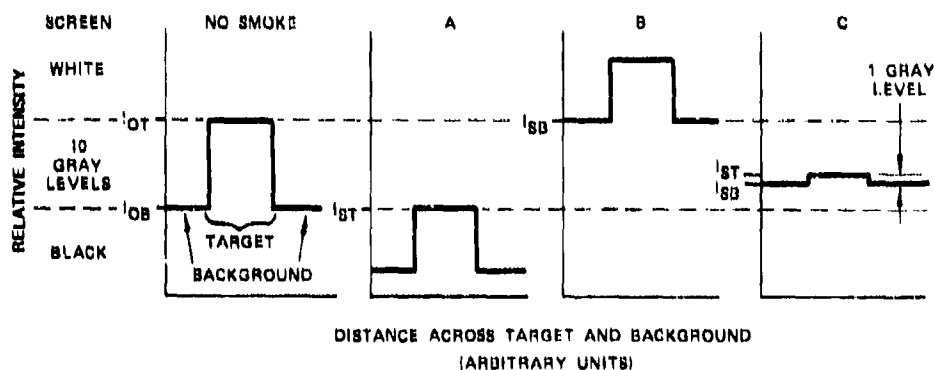 SCREEN NO SMOKE A B C
WHITE
1 GRAY
LEVEL
RELATIVE INTENSITY
I_OT
I_SB
10
GRAY
LEVELS
I_ST
I_SB
I_OB
I_ST
TARGET
BLACK
BACKGROUND
DISTANCE ACROSS TARGET AND BACKGROUND
(ARBITRARY UNITS)